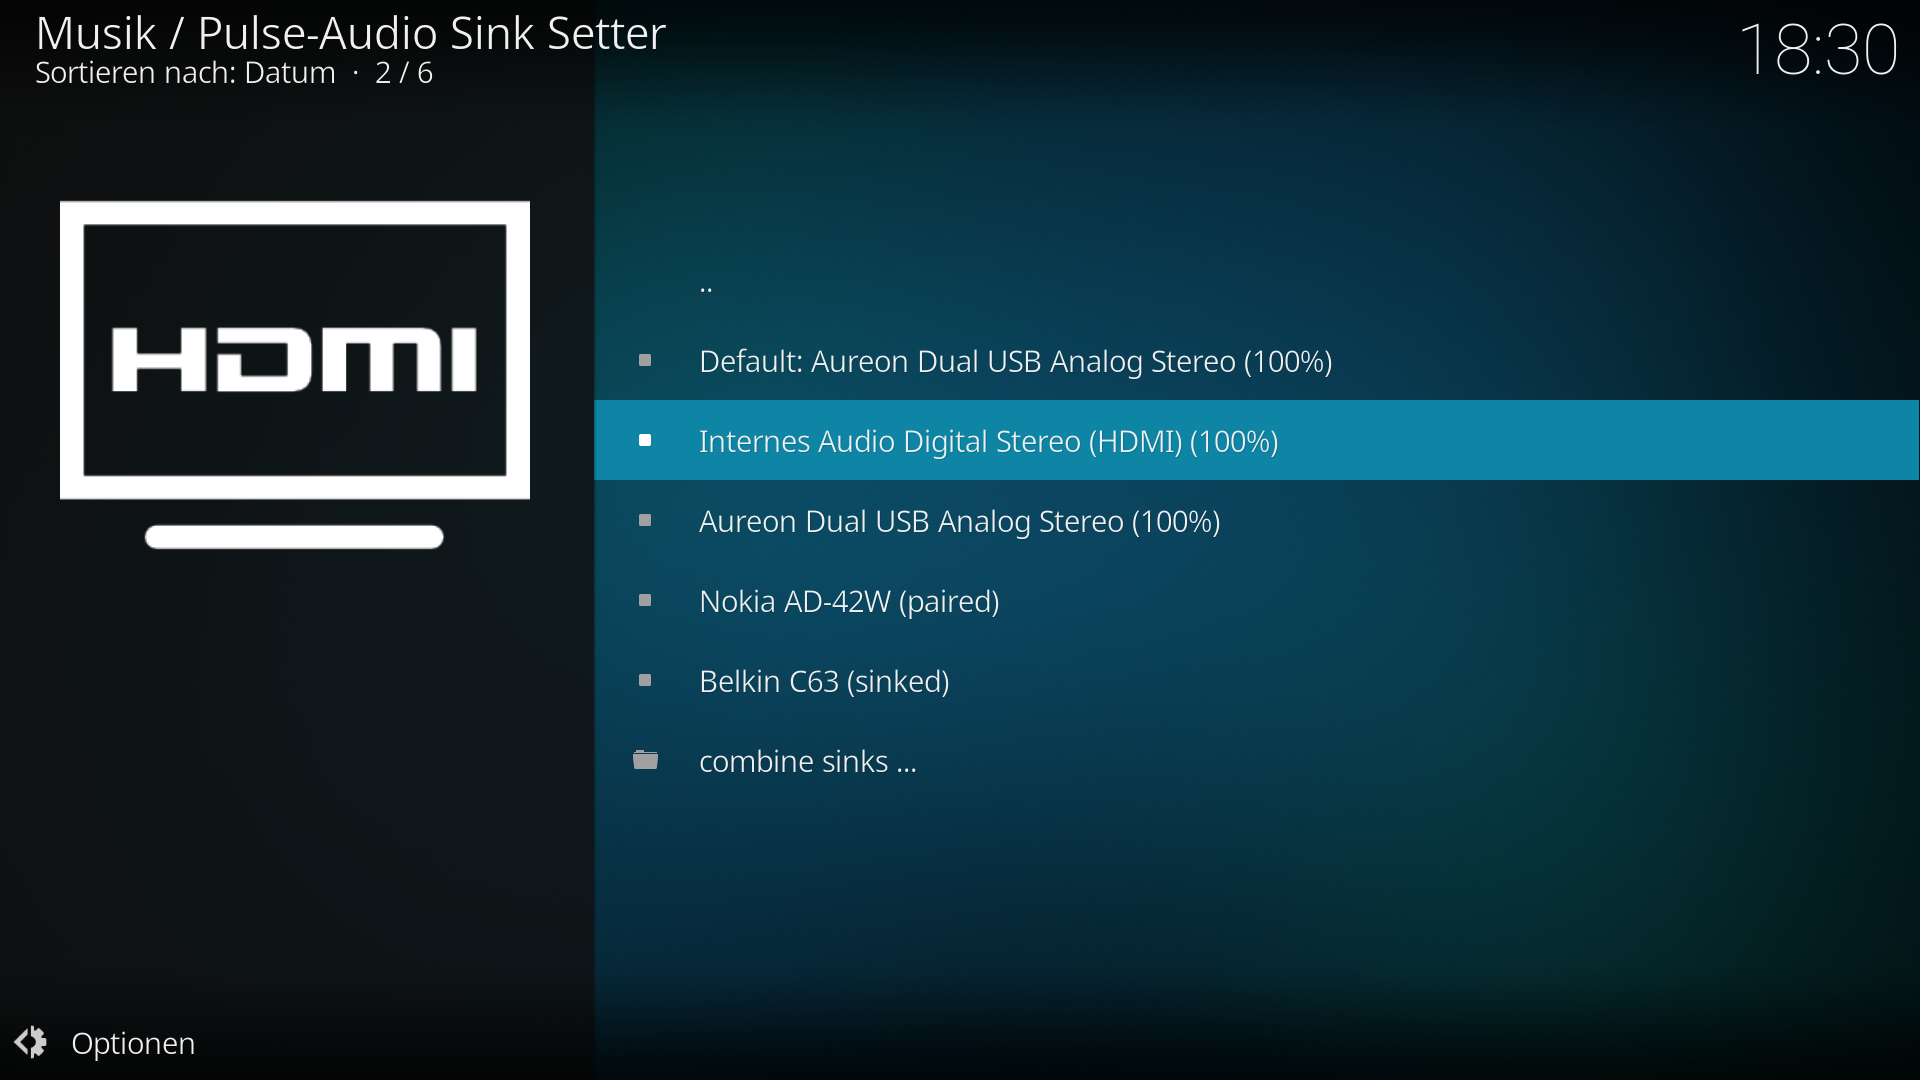 Musik / Pulse-Audio Sink Setter
Sortieren nach: Datum · 2 / 6
18:30
HDMI
..
Default: Aureon Dual USB Analog Stereo (100%)
Internes Audio Digital Stereo (HDMI) (100%)
Aureon Dual USB Analog Stereo (100%)
Nokia AD-42W (paired)
Belkin C63 (sinked)
combine sinks ...
Optionen